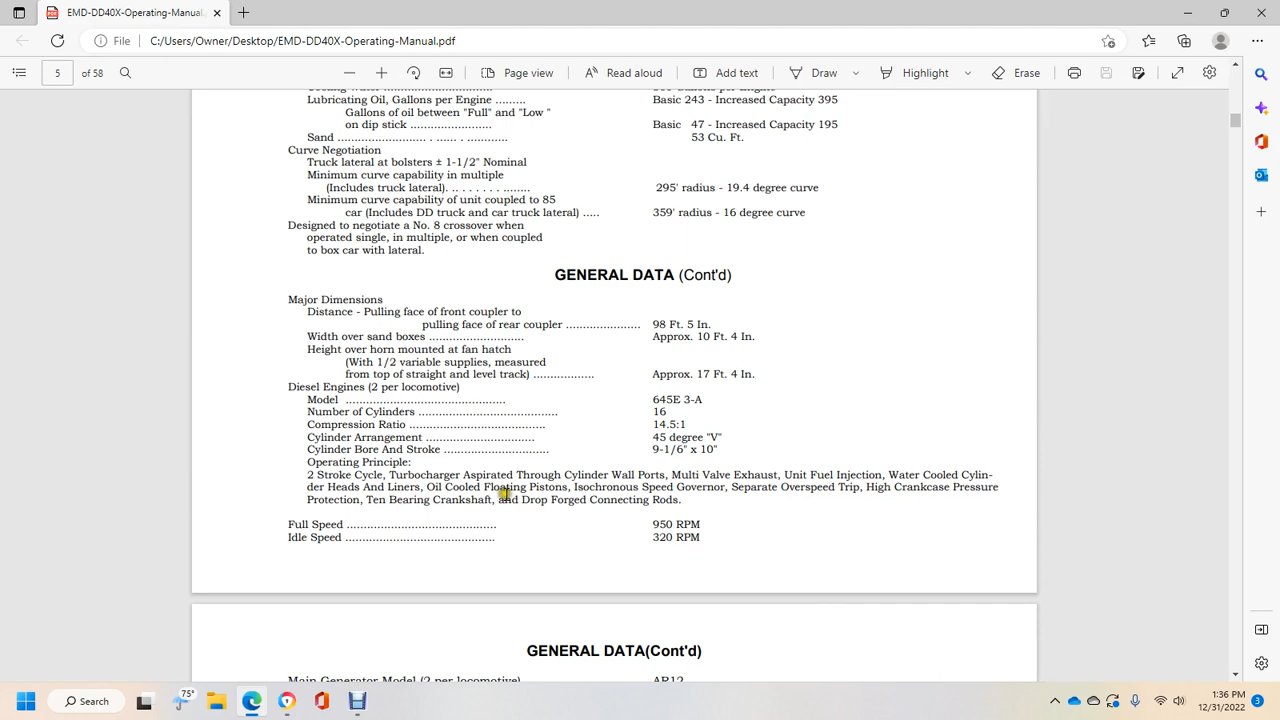 EMD-DD40X-Operating-Manual.
File C:/Users/Owner/Desktop/EMD-DD40X-Operating-Manual.pdf
5 of 58 Page view Read aloud Add text Draw Highlight Erase
Lubricating Oil, Gallons per Engine ......... Basic 243 - Increased Capacity 395
Gallons of oil between "Full" and "Low "
on dip stick ........................ Basic 47 - Increased Capacity 195
Sand .......................... . ...... . ............ 53 Cu. Ft.
Curve Negotiation
Truck lateral at bolsters ± 1-1/2" Nominal
Minimum curve capability in multiple
(Includes truck lateral). .. . . . . . . ........ 295' radius - 19.4 degree curve
Minimum curve capability of unit coupled to 85
car (Includes DD truck and car truck lateral) ..... 359' radius - 16 degree curve
Designed to negotiate a No. 8 crossover when
operated single, in multiple, or when coupled
to box car with lateral.
GENERAL DATA (Cont'd)
Major Dimensions
Distance - Pulling face of front coupler to
pulling face of rear coupler ...................... 98 Ft. 5 In.
Width over sand boxes ............................ Approx. 10 Ft. 4 In.
Height over horn mounted at fan hatch
(With 1/2 variable supplies, measured
from top of straight and level track) .................. Approx. 17 Ft. 4 In.
Diesel Engines (2 per locomotive)
Model ............................................... 645E 3-A
Number of Cylinders ......................................... 16
Compression Ratio ........................................ 14.5:1
Cylinder Arrangement ................................ 45 degree "V"
Cylinder Bore And Stroke ............................... 9-1/6" x 10"
Operating Principle:
2 Stroke Cycle, Turbocharger Aspirated Through Cylinder Wall Ports, Multi Valve Exhaust, Unit Fuel Injection, Water Cooled Cylin-
der Heads And Liners, Oil Cooled Floating Pistons, Isochronous Speed Governor, Separate Overspeed Trip, High Crankcase Pressure
Protection, Ten Bearing Crankshaft, and Drop Forged Connecting Rods.
Full Speed ............................................ 950 RPM
Idle Speed ............................................ 320 RPM
GENERAL DATA(Cont'd)
Main Generator Model (2 per locomotive) AR12
Search 75° 1:36 PM
12/31/2022 3